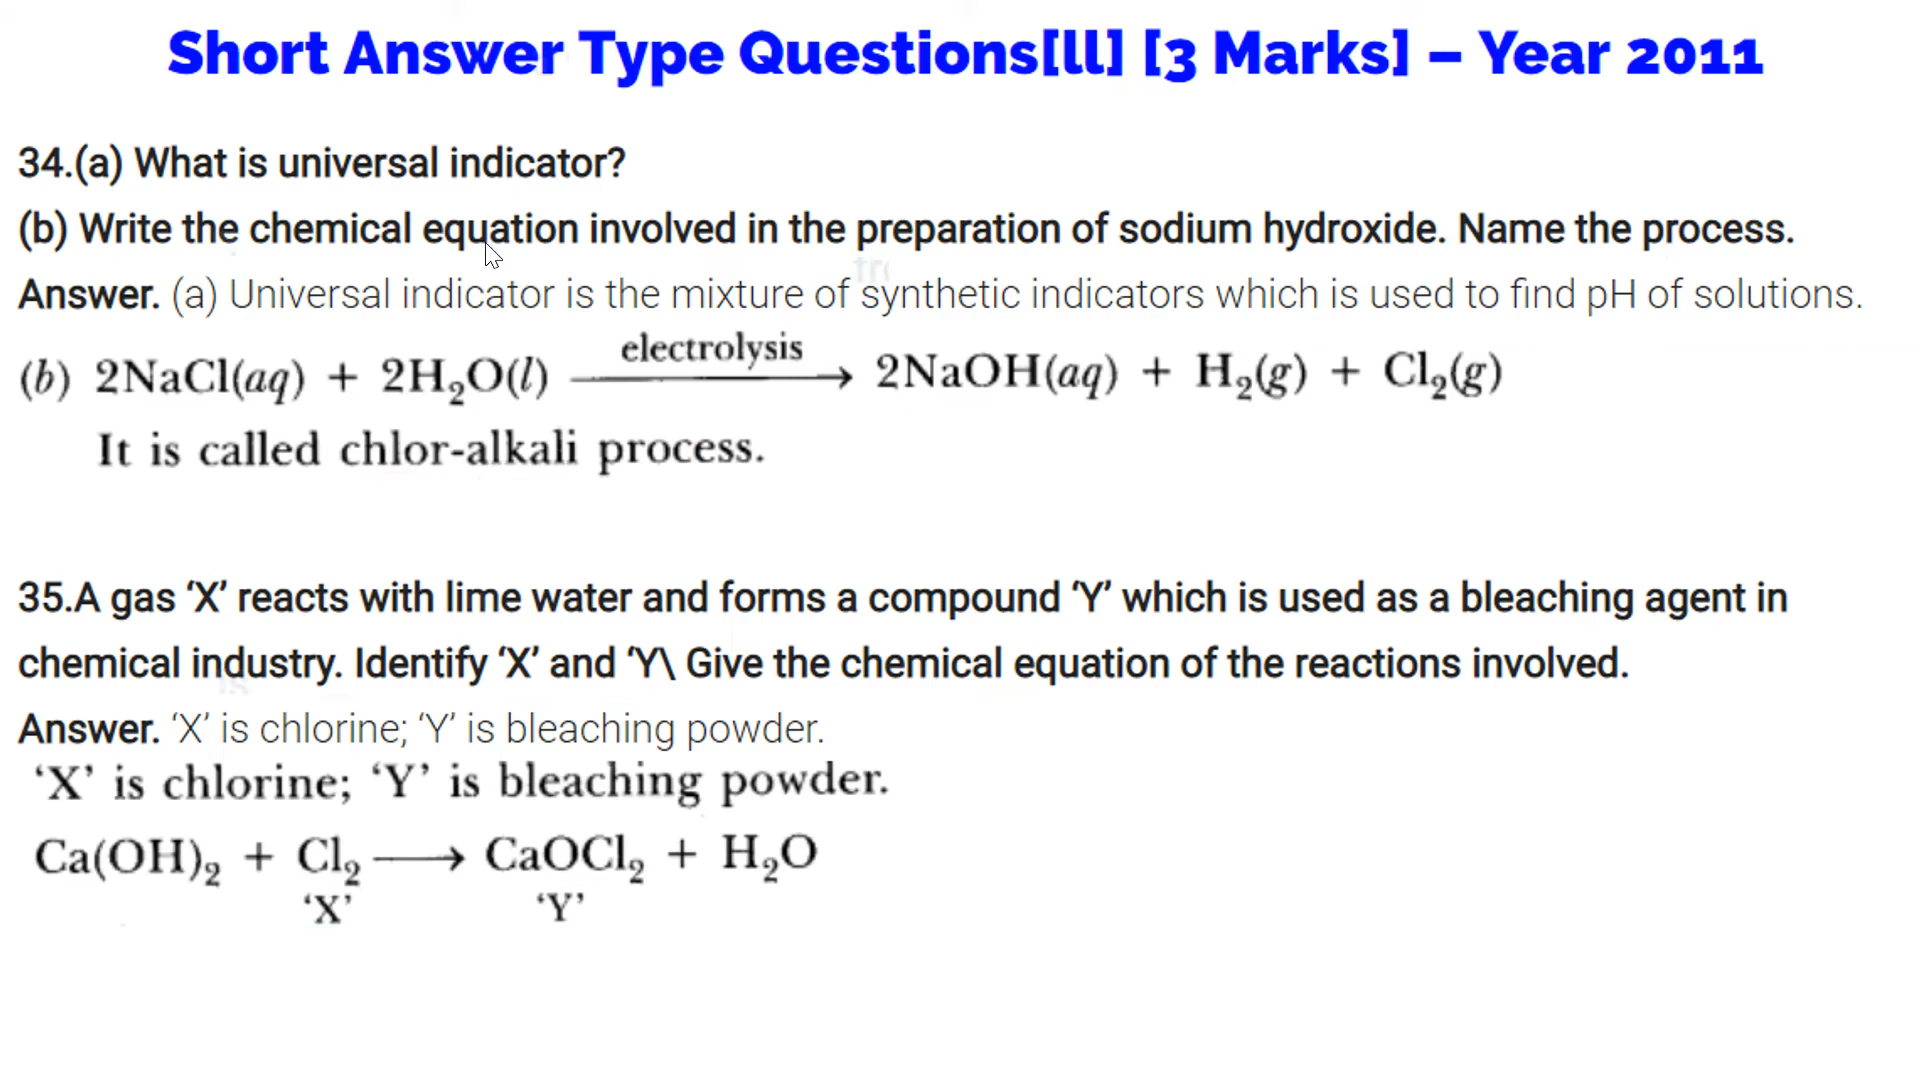 Short Answer Type Questions[ll] [3 Marks] – Year 2011
34.(a) What is universal indicator?
(b) Write the chemical equation involved in the preparation of sodium hydroxide. Name the process.
Answer. (a) Universal indicator is the mixture of synthetic indicators which is used to find pH of solutions.
(b) 2NaCl(aq) + 2H₂O(l) —electrolysis→ 2NaOH(aq) + H₂(g) + Cl₂(g)
It is called chlor-alkali process.
35.A gas ‘X’ reacts with lime water and forms a compound ‘Y’ which is used as a bleaching agent in
chemical industry. Identify ‘X’ and ‘Y\ Give the chemical equation of the reactions involved.
Answer. ‘X’ is chlorine; ‘Y’ is bleaching powder.
‘X’ is chlorine; ‘Y’ is bleaching powder.
Ca(OH)₂ + Cl₂ ⟶ CaOCl₂ + H₂O
‘X’ ‘Y’